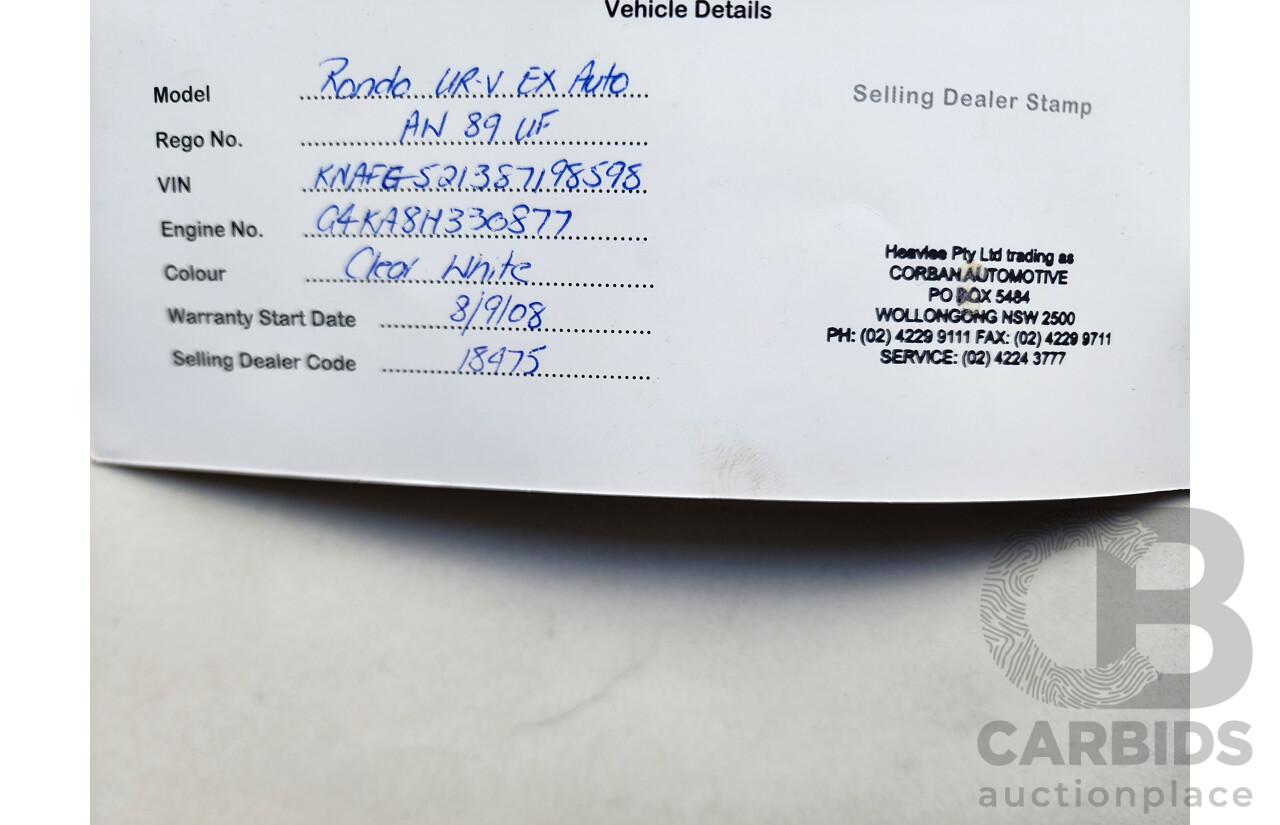 Vehicle Details
Model Rondo UR-V EX Auto
Rego No. AW 89 UF
VIN KNAFG521387198598
Engine No. G4KA8H330877
Colour Clear White
Warranty Start Date 8/9/08
Selling Dealer Code 18475
Selling Dealer Stamp
Heavlee Pty Ltd trading as
CORBAN AUTOMOTIVE
PO BOX 5484
WOLLONGONG NSW 2500
PH: (02) 4229 9111 FAX: (02) 4229 9711
SERVICE: (02) 4224 3777
CB
CARBIDS
auctionplace